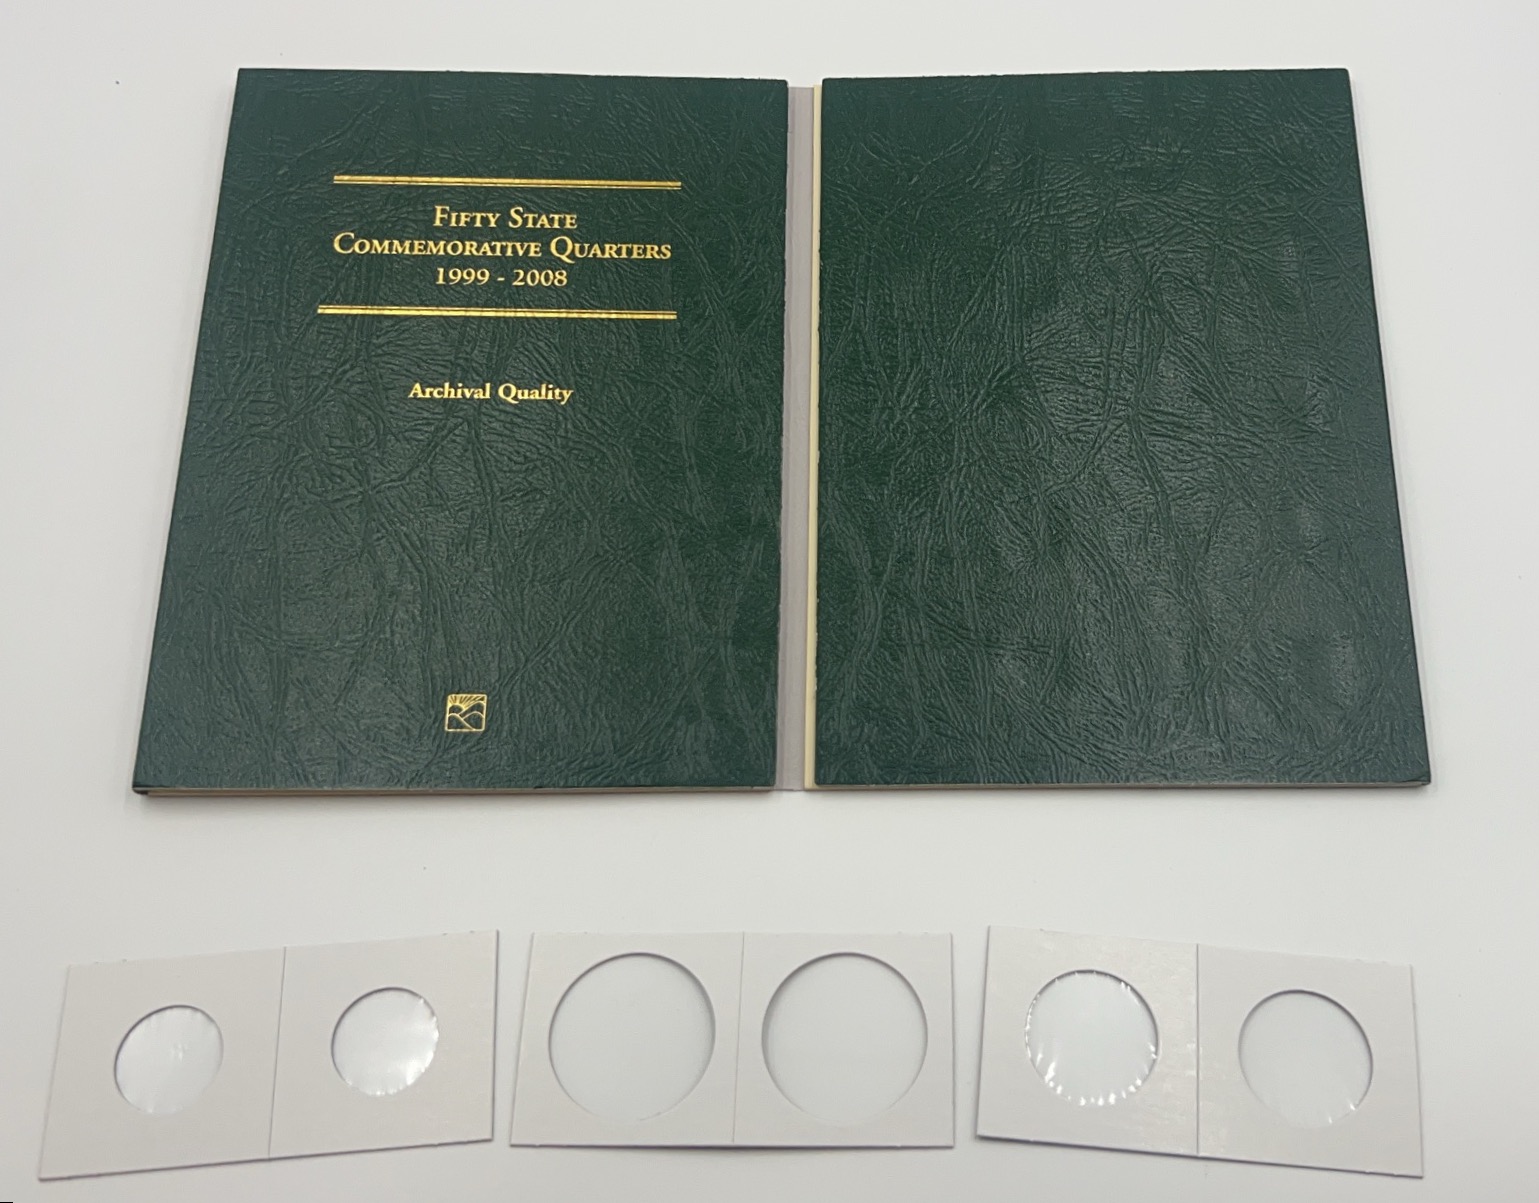 Fifty State
Commemorative Quarters
1999 - 2008
Archival Quality